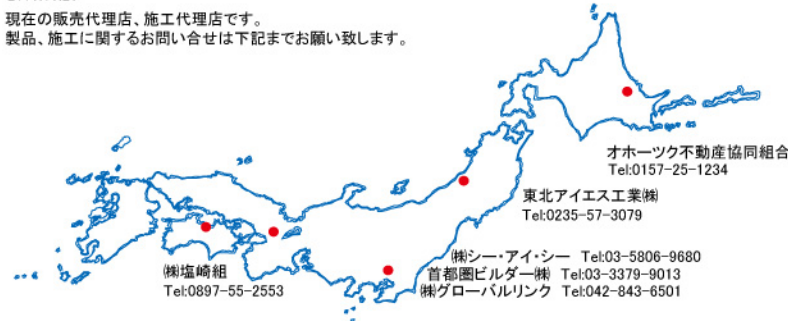 現在の販売代理店、施工代理店です。
製品、施工に関するお問い合せは下記までお願い致します。
オホーツク不動産協同組合
Tel:0157-25-1234
東北アイエス工業㈱
Tel:0235-57-3079
㈱シー・アイ・シー Tel:03-5806-9680
首都圏ビルダー㈱ Tel:03-3379-9013
㈱グローバルリンク Tel:042-843-6501
㈱塩崎組
Tel:0897-55-2553